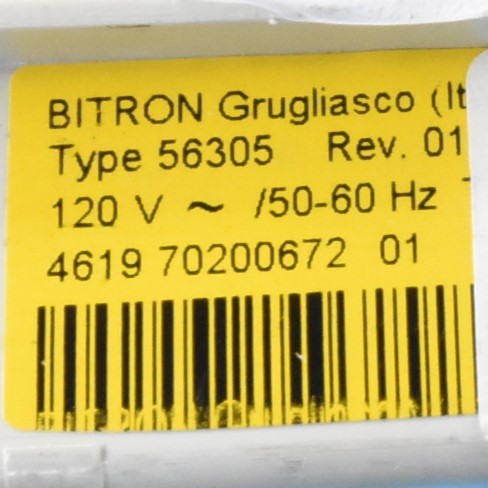 BITRON Grugliasco (It
Type 56305 Rev. 01
120 V ~ /50-60 Hz
4619 70200672 01